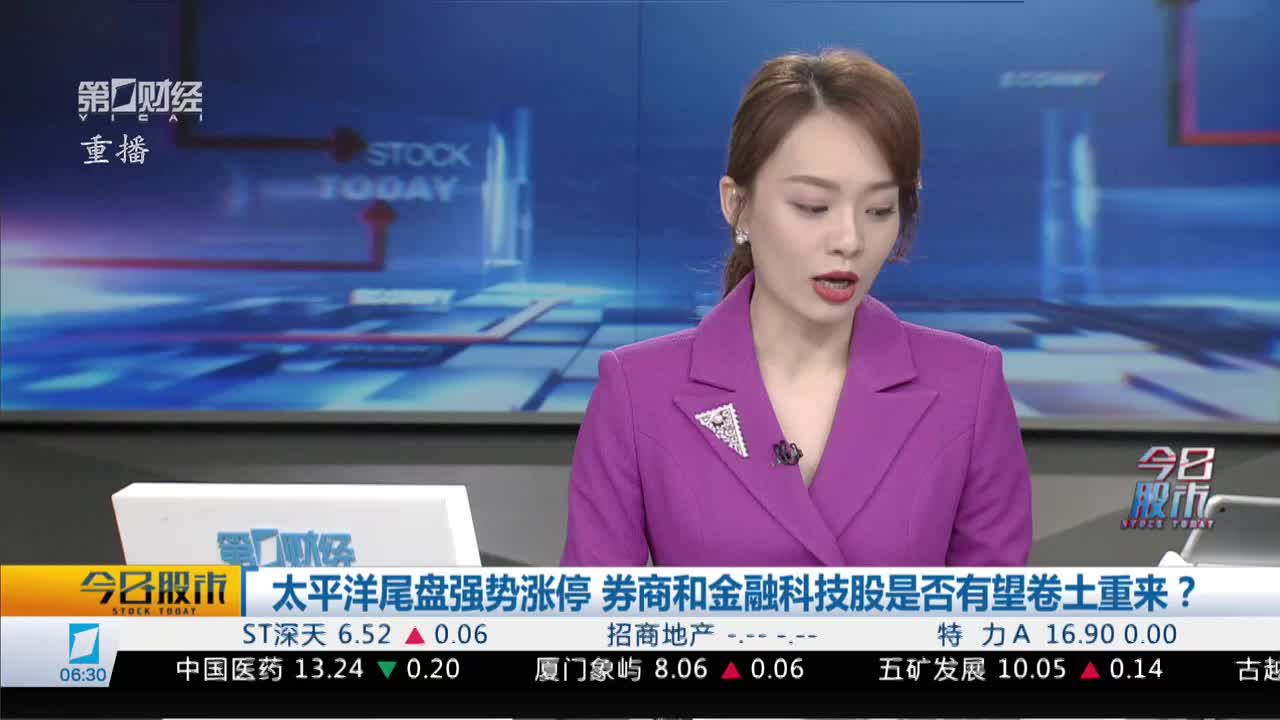 第一财经
YICAI
重播
STOCK
TODAY
ECONOMY
ECONOMY
第一财经
今日
股市
STOCK TODAY
今日股市
STOCK TODAY
太平洋尾盘强势涨停 券商和金融科技股是否有望卷土重来？
ST深天 6.52 ▲ 0.06 招商地产 -.-- -.-- 特 力A 16.90 0.00
06:30
中国医药 13.24 ▼ 0.20 厦门象屿 8.06 ▲ 0.06 五矿发展 10.05 ▲ 0.14 古越